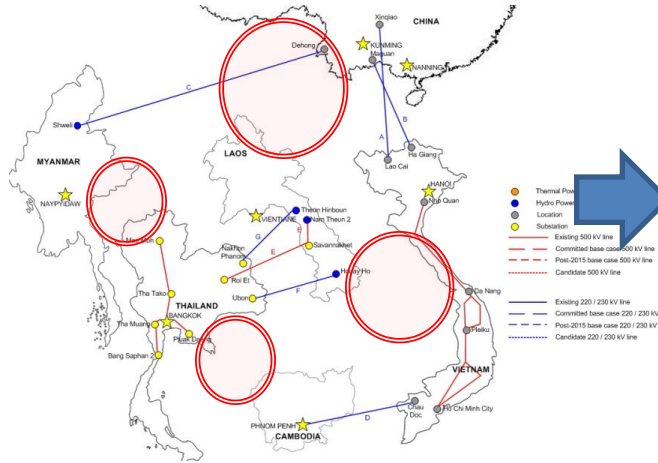 Xinqiao
CHINA
Dehong
KUNMING
Maguan
NANNING
C
B
Shweli
A
MYANMAR
LAOS
Lao Cai
Ha Giang
NAYPYIDAW
HANOI
Nho Quan
VIENTIANE
Theun Hinboun
Nam Theun 2
G
E
Mae Moh
Nakhon
Phanom
Savannakhet
E
Roi Et
Houay Ho
F
Ubon
Tha Tako
THAILAND
BANGKOK
Tha Muang
Pluak Daeng
Bang Saphan 2
Da Nang
Pleiku
VIETNAM
Chau
Doc
Ho Chi Minh City
PHNOM PENH
D
CAMBODIA
Thermal Pow
Hydro Power
Location
Substation
Existing 500 kV line
Committed base case 500 kV line
Post-2015 base case 500 kV line
Candidate 500 kV line
Existing 220 / 230 kV line
Committed base case 220 / 230 kV
Post-2015 base case 220 / 230 kV
Candidate 220 / 230 kV line